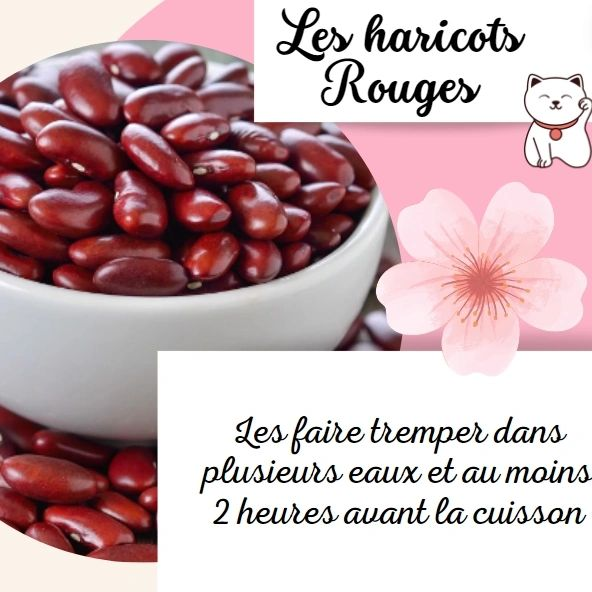 Les haricots
Rouges
Les faire tremper dans
plusieurs eaux et au moins
2 heures avant la cuisson